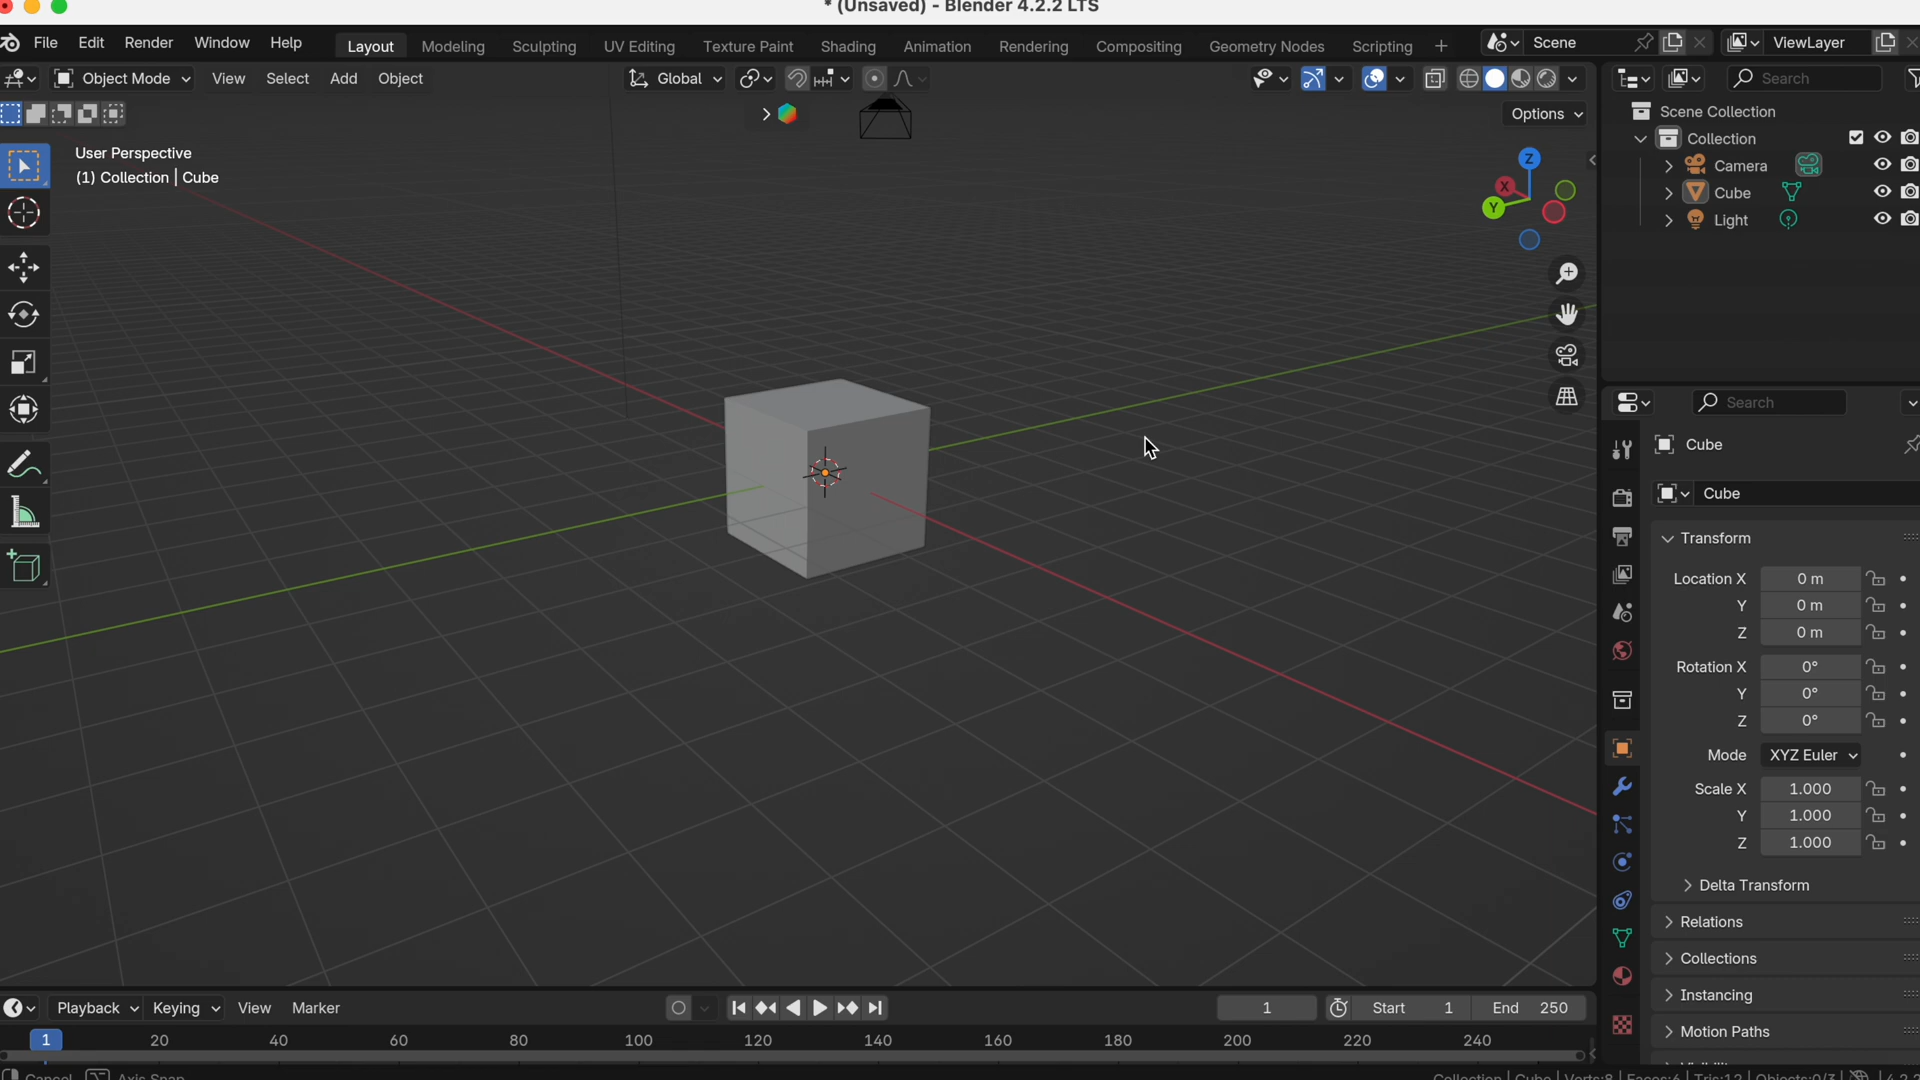 * (Unsaved) - Blender 4.2.2 LTS
File Edit Render Window Help Layout Modeling Sculpting UV Editing Texture Paint Shading Animation Rendering Compositing Geometry Nodes Scripting + Scene ViewLayer
Object Mode View Select Add Object Global Search
Options
Scene Collection
User Perspective
(1) Collection | Cube
Collection
Camera
Cube
Light
Z
X
Y
Search
Cube
Cube
Transform
Location X 0 m
Y 0 m
Z 0 m
Rotation X 0°
Y 0°
Z 0°
Mode XYZ Euler
Scale X 1.000
Y 1.000
Z 1.000
Delta Transform
Relations
Collections
Instancing
Motion Paths
Playback Keying View Marker 1 Start 1 End 250
1 20 40 60 80 100 120 140 160 180 200 220 240
Cancel Axis Snap Collection | Cube | Verts:8 | Faces:6 | Tris:12 | Objects:0/3